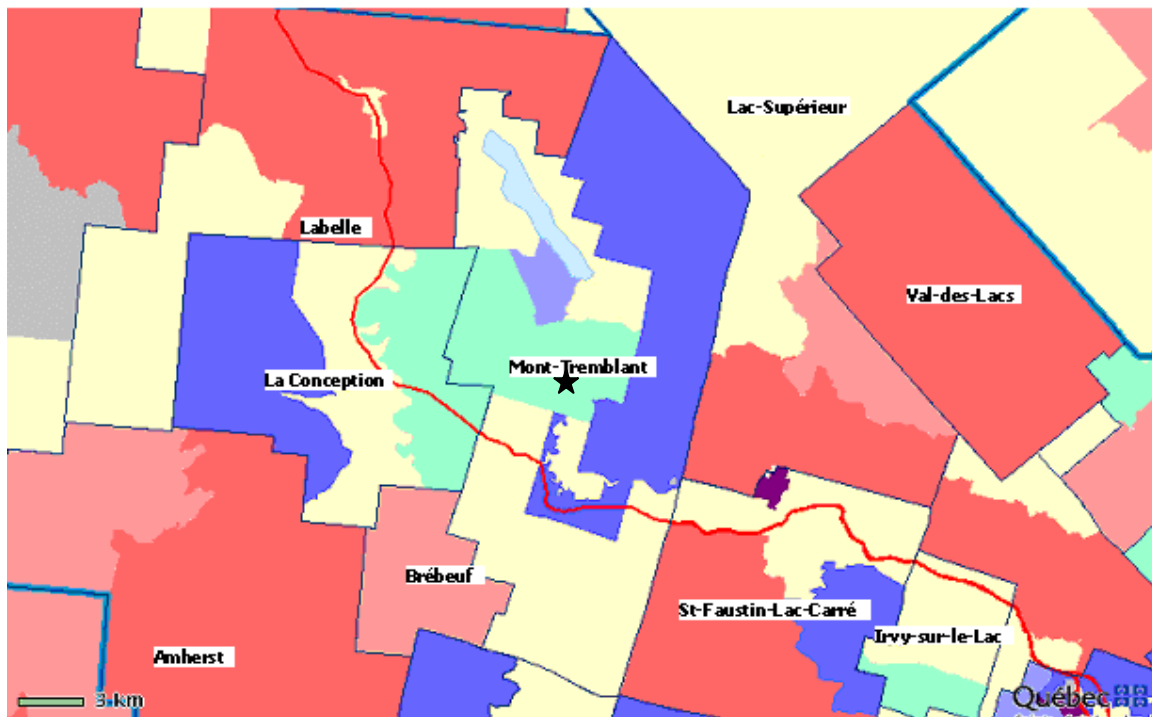 Lac-Supérieur
Labelle
Val-des-Lacs
Mont-Tremblant
La Conception
Brébeuf
St-Faustin-Lac-Carré
Irvy-sur-le-Lac
Amherst
3 km
Québec